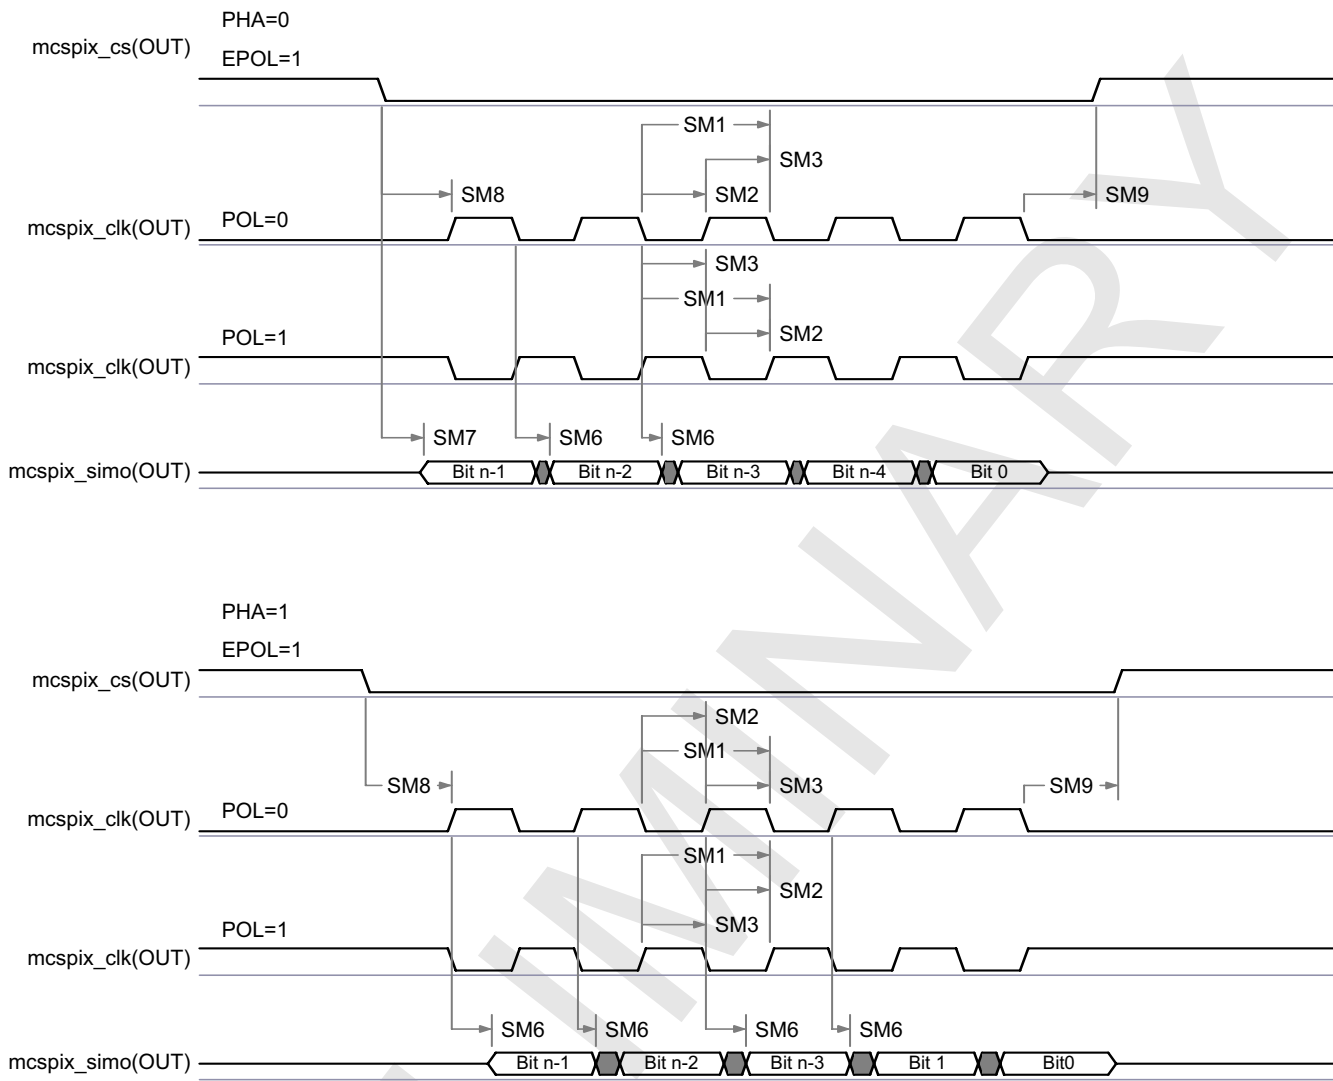 PHA=0
mcspix_cs(OUT)
EPOL=1
SM1
SM3
SM8
SM2
SM9
POL=0
mcspix_clk(OUT)
SM3
SM1
SM2
POL=1
mcspix_clk(OUT)
SM7
SM6
SM6
mcspix_simo(OUT)
Bit n-1
Bit n-2
Bit n-3
Bit n-4
Bit 0
PHA=1
EPOL=1
mcspix_cs(OUT)
SM2
SM1
SM8
SM3
SM9
POL=0
mcspix_clk(OUT)
SM1
SM2
SM3
POL=1
mcspix_clk(OUT)
SM6
SM6
SM6
SM6
mcspix_simo(OUT)
Bit n-1
Bit n-2
Bit n-3
Bit 1
Bit0
IMINARY